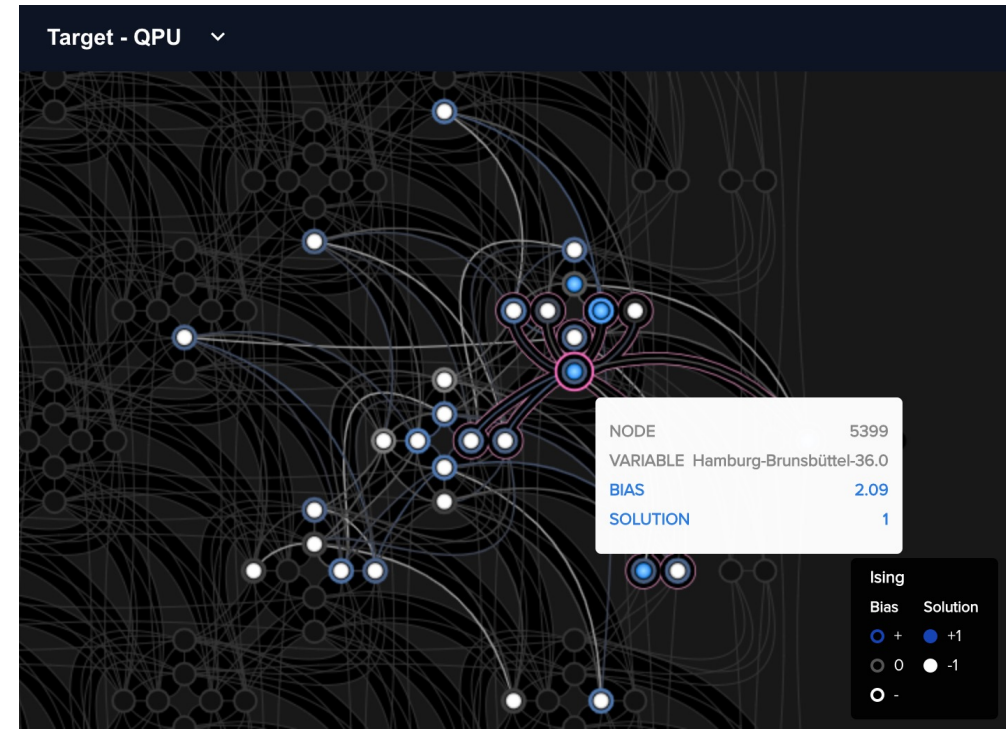 Target - QPU
NODE 5399
VARIABLE Hamburg-Brunsbüttel-36.0
BIAS 2.09
SOLUTION 1
Ising
Bias Solution
+ +1
0 -1
-